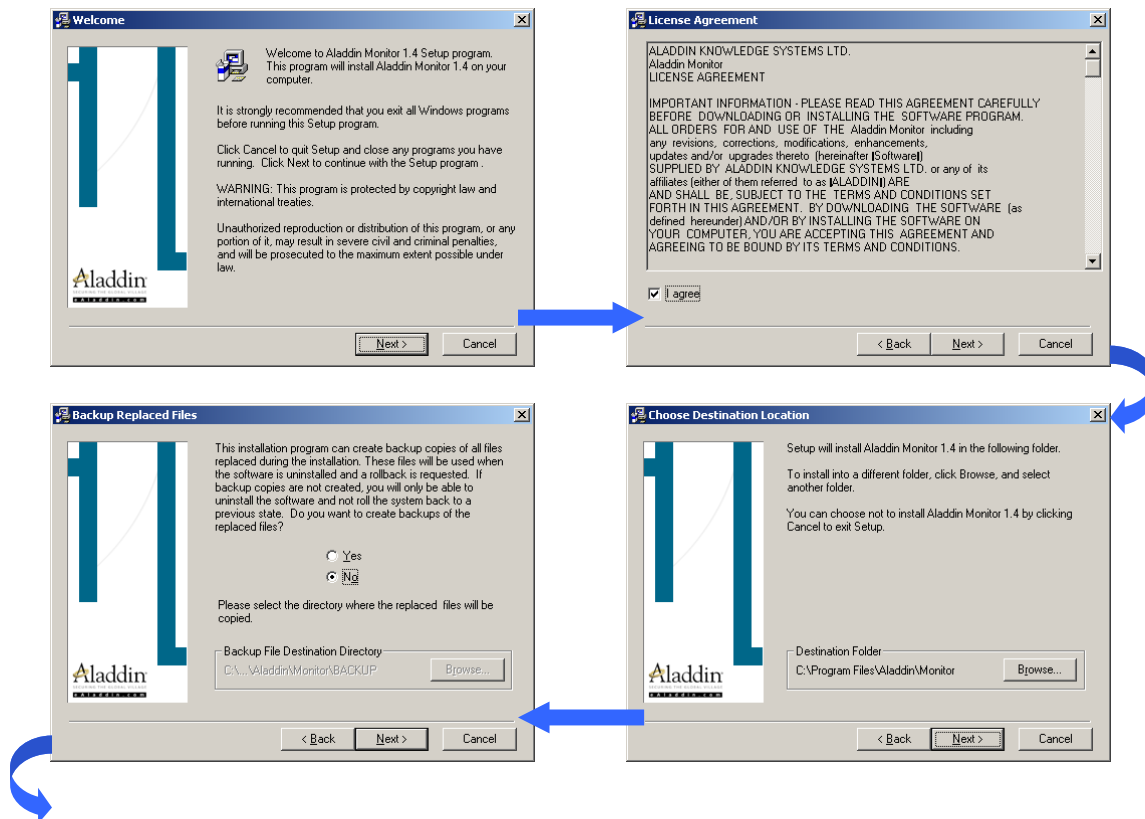 Welcome
Welcome to Aladdin Monitor 1.4 Setup program.
This program will install Aladdin Monitor 1.4 on your
computer.
It is strongly recommended that you exit all Windows programs
before running this Setup program.
Click Cancel to quit Setup and close any programs you have
running. Click Next to continue with the Setup program .
WARNING: This program is protected by copyright law and
international treaties.
Unauthorized reproduction or distribution of this program, or any
portion of it, may result in severe civil and criminal penalties,
and will be prosecuted to the maximum extent possible under
law.
Aladdin
SECURING THE GLOBAL VILLAGE
eAladdin.com
Next >
Cancel
License Agreement
ALADDIN KNOWLEDGE SYSTEMS LTD.
Aladdin Monitor
LICENSE AGREEMENT
IMPORTANT INFORMATION - PLEASE READ THIS AGREEMENT CAREFULLY
BEFORE DOWNLOADING OR INSTALLING THE SOFTWARE PROGRAM.
ALL ORDERS FOR AND USE OF THE Aladdin Monitor including
any revisions, corrections, modifications, enhancements,
updates and/or upgrades thereto (hereinafter |Software|)
SUPPLIED BY ALADDIN KNOWLEDGE SYSTEMS LTD. or any of its
affiliates (either of them referred to as |ALADDIN|) ARE
AND SHALL BE, SUBJECT TO THE TERMS AND CONDITIONS SET
FORTH IN THIS AGREEMENT. BY DOWNLOADING THE SOFTWARE (as
defined hereunder) AND/OR BY INSTALLING THE SOFTWARE ON
YOUR COMPUTER, YOU ARE ACCEPTING THIS AGREEMENT AND
AGREEING TO BE BOUND BY ITS TERMS AND CONDITIONS.
I agree
< Back
Next >
Cancel
Choose Destination Location
Setup will install Aladdin Monitor 1.4 in the following folder.
To install into a different folder, click Browse, and select
another folder.
You can choose not to install Aladdin Monitor 1.4 by clicking
Cancel to exit Setup.
Destination Folder
C:\Program Files\Aladdin\Monitor
Browse...
Aladdin
SECURING THE GLOBAL VILLAGE
eAladdin.com
< Back
Next >
Cancel
Backup Replaced Files
This installation program can create backup copies of all files
replaced during the installation. These files will be used when
the software is uninstalled and a rollback is requested. If
backup copies are not created, you will only be able to
uninstall the software and not roll the system back to a
previous state. Do you want to create backups of the
replaced files?
Yes
No
Please select the directory where the replaced files will be
copied.
Backup File Destination Directory
C:\...\Aladdin\Monitor\BACKUP
Browse...
Aladdin
SECURING THE GLOBAL VILLAGE
eAladdin.com
< Back
Next >
Cancel